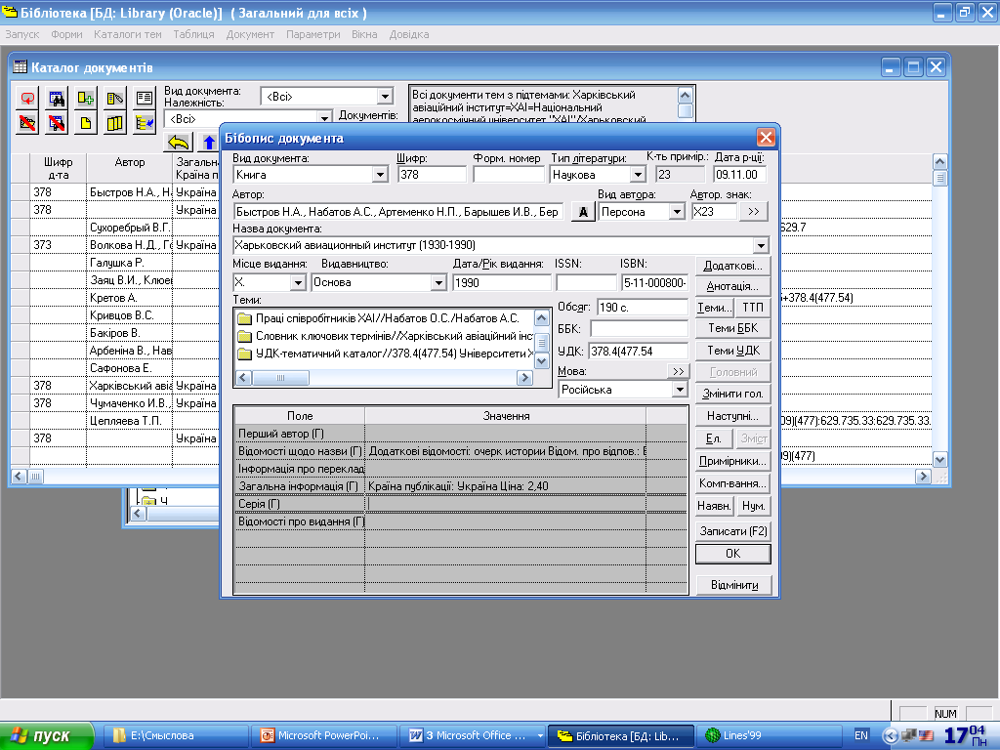 Бібліотека [БД: Library (Oracle)] ( Загальний для всіх )
Запуск Форми Каталоги тем Таблиця Документ Параметри Вікна Довідка
Каталог документів
Вид документа: <Всі>
Належність:
<Всі> Документів:
Всі документи тем з підтемами: Харківський
авіаційний інститут=ХАІ=Національний
аерокосмічний університет "ХАІ"/Харьковский
Шифр д-та Автор Загальна Країна п
378 Быстров Н.А., На Україна
378 Україна
Сухоребрый В.Г. 629.7
373 Волкова Н.Д., Го Україна
Галушка Р.
Заяц В.И., Клюев
Кретов А. +378.4(477.54)
Кривцов В.С.
Бакіров В.
Арбеніна В., Нав
Сафонова Е.
378 Харківський авіа Україна
378 Чумаченко И.В., Україна
Цепляева Т.П. 09)(477):629.735.33:629.735.33.
378 Україна
09)(477)
Бібопис документа
Вид документа: Шифр: Форм. номер Тип літератури: К-ть примір.: Дата р-ції:
Книга 378 Наукова 23 09.11.00
Автор: Вид автора: Автор. знак:
Быстров Н.А., Набатов А.С., Артеменко Н.П., Барышев И.В., Бер А Персона Х23 >>
Назва документа:
Харьковский авиационный институт (1930-1990)
Місце видання: Видавництво: Дата/Рік видання: ISSN: ISBN: Додаткові..
Х. Основа 1990 5-11-000800- Анотація...
Теми:
Праці співробітників ХАІ//Набатов О.С./Набатов А.С.
Словник ключових термінів//Харківський авіаційний інс
УДК-тематичний каталог//378.4(477.54) Університети Х
Обсяг: 190 с. Теми... ТТП
ББК: Теми ББК
УДК: 378.4(477.54 Теми УДК
Мова: >> Головний
Російська Змінити гол.
Поле Значення Наступні...
Перший автор (Г)
Відомості щодо назви (Г) Додаткові відомості: очерк истории Відом. про відпов.: Б Ел. Зміст
Інформація про переклад Примірники...
Загальна інформація (Г) Країна публікації: Україна Ціна: 2,40 Комп-вання...
Серія (Г) Наявн. Нум.
Відомості про видання (Г)
Записати (F2)
OK
Відмінити
NUM
пуск E:\Смыслова Microsoft PowerPoi... 3 Microsoft Office ... Бібліотека [БД: Lib... Lines'99 EN 17 04 Пн